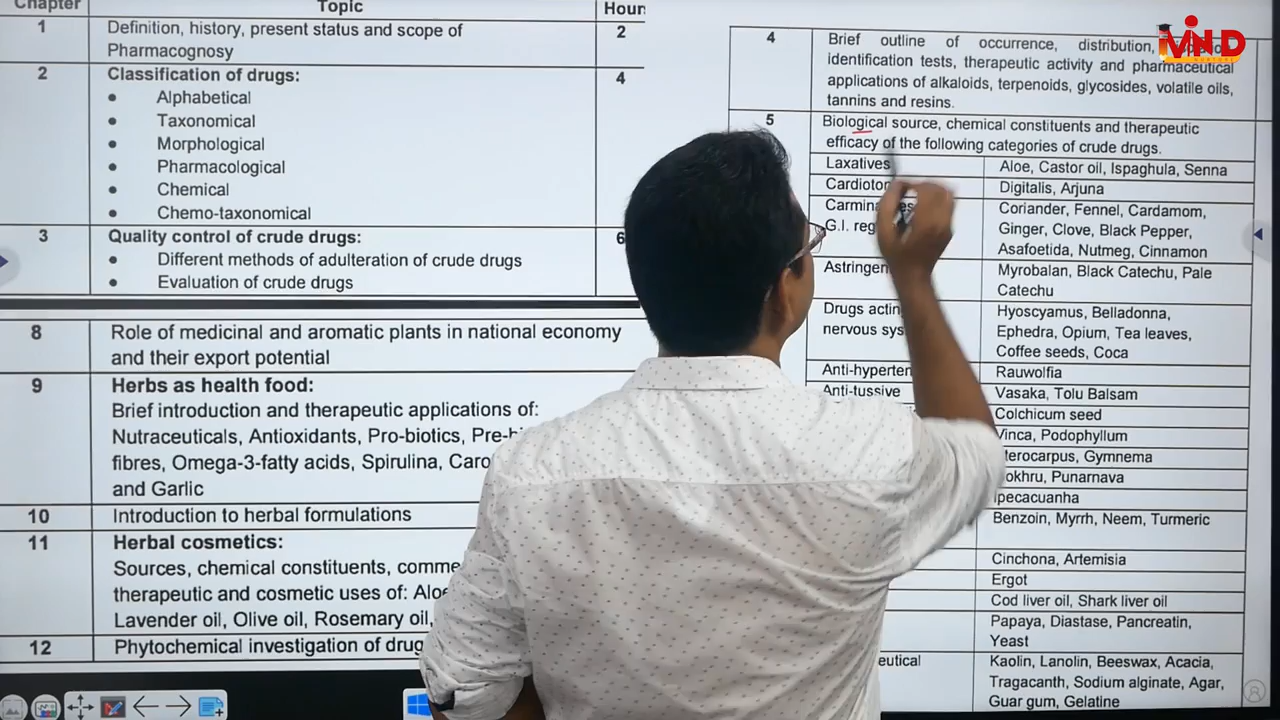 Chapter
Topic
Hour
1
Definition, history, present status and scope of
Pharmacognosy
2
2
Classification of drugs:
4
• Alphabetical
• Taxonomical
• Morphological
• Pharmacological
• Chemical
• Chemo-taxonomical
3
Quality control of crude drugs:
6
• Different methods of adulteration of crude drugs
• Evaluation of crude drugs
8
Role of medicinal and aromatic plants in national economy
and their export potential
9
Herbs as health food:
Brief introduction and therapeutic applications of:
Nutraceuticals, Antioxidants, Pro-biotics,
fibres, Omega-3-fatty acids, Spirulina,
and Garlic
10
Introduction to herbal formulations
11
Herbal cosmetics:
Sources, chemical constituents,
therapeutic and cosmetic uses of:
Lavender oil, Olive oil, Rosemary oil,
12
Phytochemical investigation of
4
Brief outline of occurrence, distribution,
identification tests, therapeutic activity and pharmaceutical
applications of alkaloids, terpenoids, glycosides, volatile oils,
tannins and resins.
5
Biological source, chemical constituents and therapeutic
efficacy of the following categories of crude drugs.
Laxatives
Aloe, Castor oil, Ispaghula, Senna
Digitalis, Arjuna
G.I.
Coriander, Fennel, Cardamom,
Ginger, Clove, Black Pepper,
Asafoetida, Nutmeg, Cinnamon
Myrobalan, Black Catechu, Pale
Catechu
Drugs
nervous
Hyoscyamus, Belladonna,
Ephedra, Opium, Tea leaves,
Coffee seeds, Coca
Rauwolfia
Anti-tussive
Vasaka, Tolu Balsam
Colchicum seed
Vinca, Podophyllum
Gymnema
Punarnava
Ipecacuanha
Benzoin, Myrrh, Neem, Turmeric
Cinchona, Artemisia
Ergot
Cod liver oil, Shark liver oil
Papaya, Diastase, Pancreatin,
Yeast
Kaolin, Lanolin, Beeswax, Acacia,
Tragacanth, Sodium alginate, Agar,
Guar gum, Gelatine